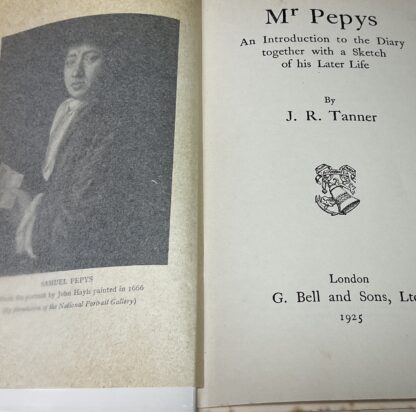 SAMUEL PEPYS
the portrait by John Hayls painted in 1666
(By permission of the National Portrait Gallery)
Mr Pepys
An Introduction to the Diary
together with a Sketch
of his Later Life
By
J. R. Tanner
London
G. Bell and Sons, Ltd
1925